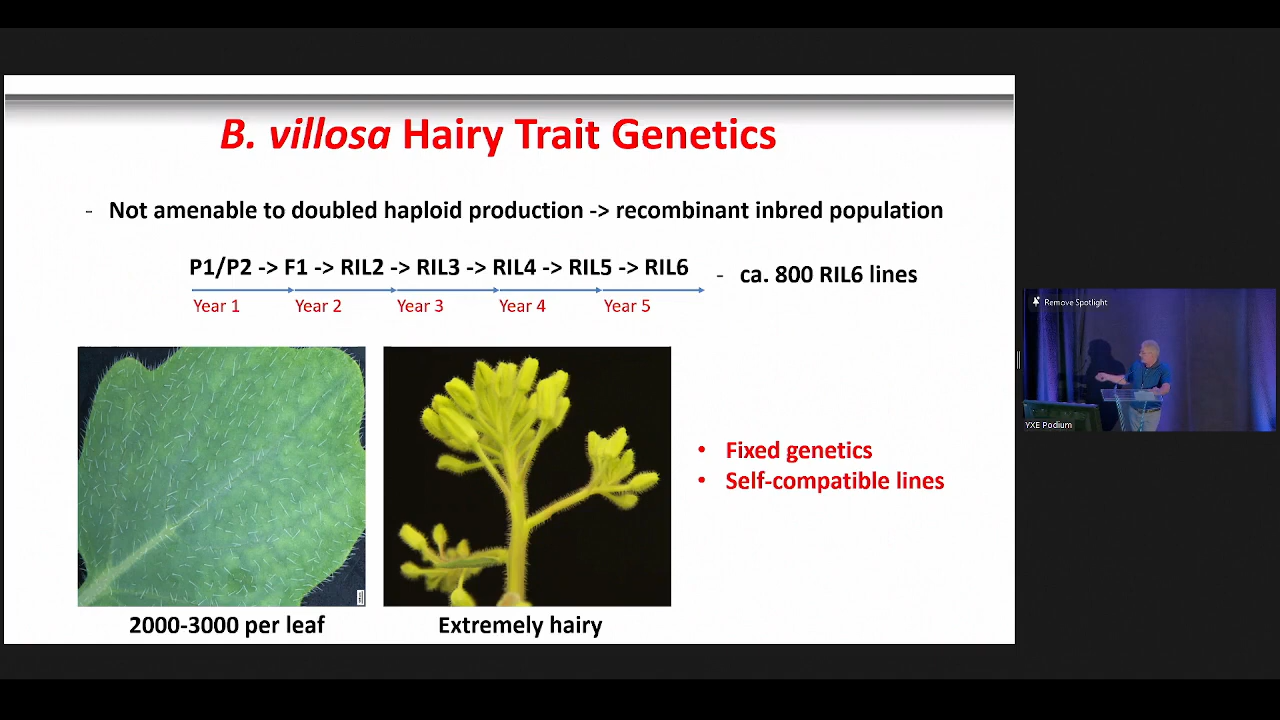 B. villosa Hairy Trait Genetics
- Not amenable to doubled haploid production -> recombinant inbred population
P1/P2 -> F1 -> RIL2 -> RIL3 -> RIL4 -> RIL5 -> RIL6
- ca. 800 RIL6 lines
Year 1 Year 2 Year 3 Year 4 Year 5
Remove Spotlight
YXE Podium
• Fixed genetics
• Self-compatible lines
2000-3000 per leaf
Extremely hairy